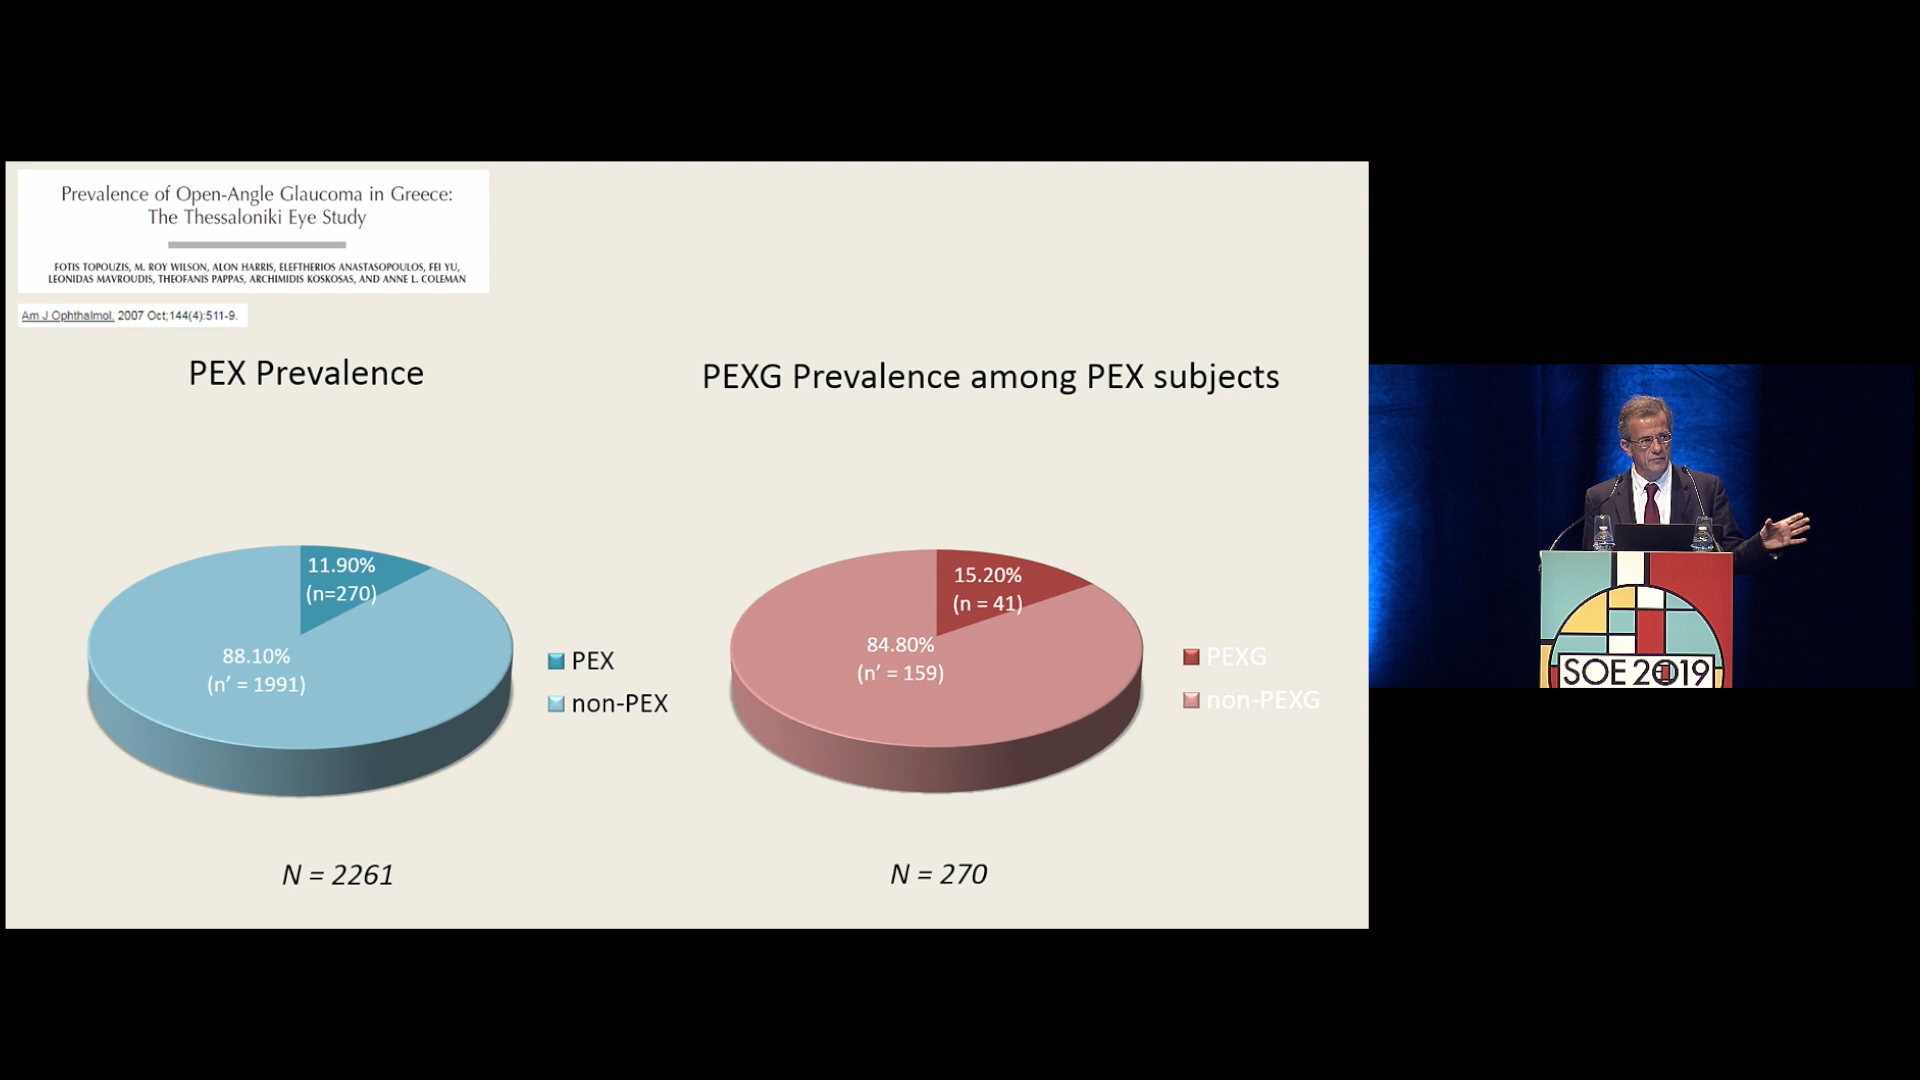 Prevalence of Open-Angle Glaucoma in Greece:
The Thessaloniki Eye Study
FOTIS TOPOUZIS, M. ROY WILSON, ALON HARRIS, ELEFTHERIOS ANASTASOPOULOS, FEI YU,
LEONIDAS MAVROUDIS, THEOFANIS PAPPAS, ARCHIMIDIS KOSKOSAS, AND ANNE L. COLEMAN
Am J Ophthalmol. 2007 Oct;144(4):511-9.
PEX Prevalence
11.90%
(n=270)
88.10%
(n’ = 1991)
PEX
non-PEX
N = 2261
PEXG Prevalence among PEX subjects
15.20%
(n = 41)
84.80%
(n’ = 159)
PEXG
non-PEXG
N = 270
SOE 2019